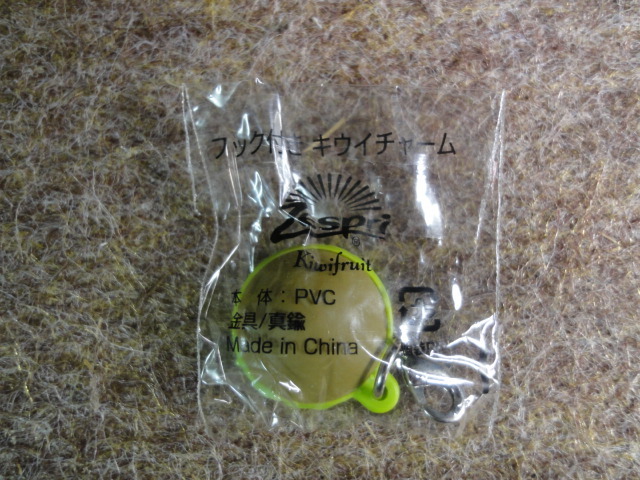 フック付き キウイチャーム
Zespri®
Kiwifruit
本 体：PVC
金具/真鍮
Made in China